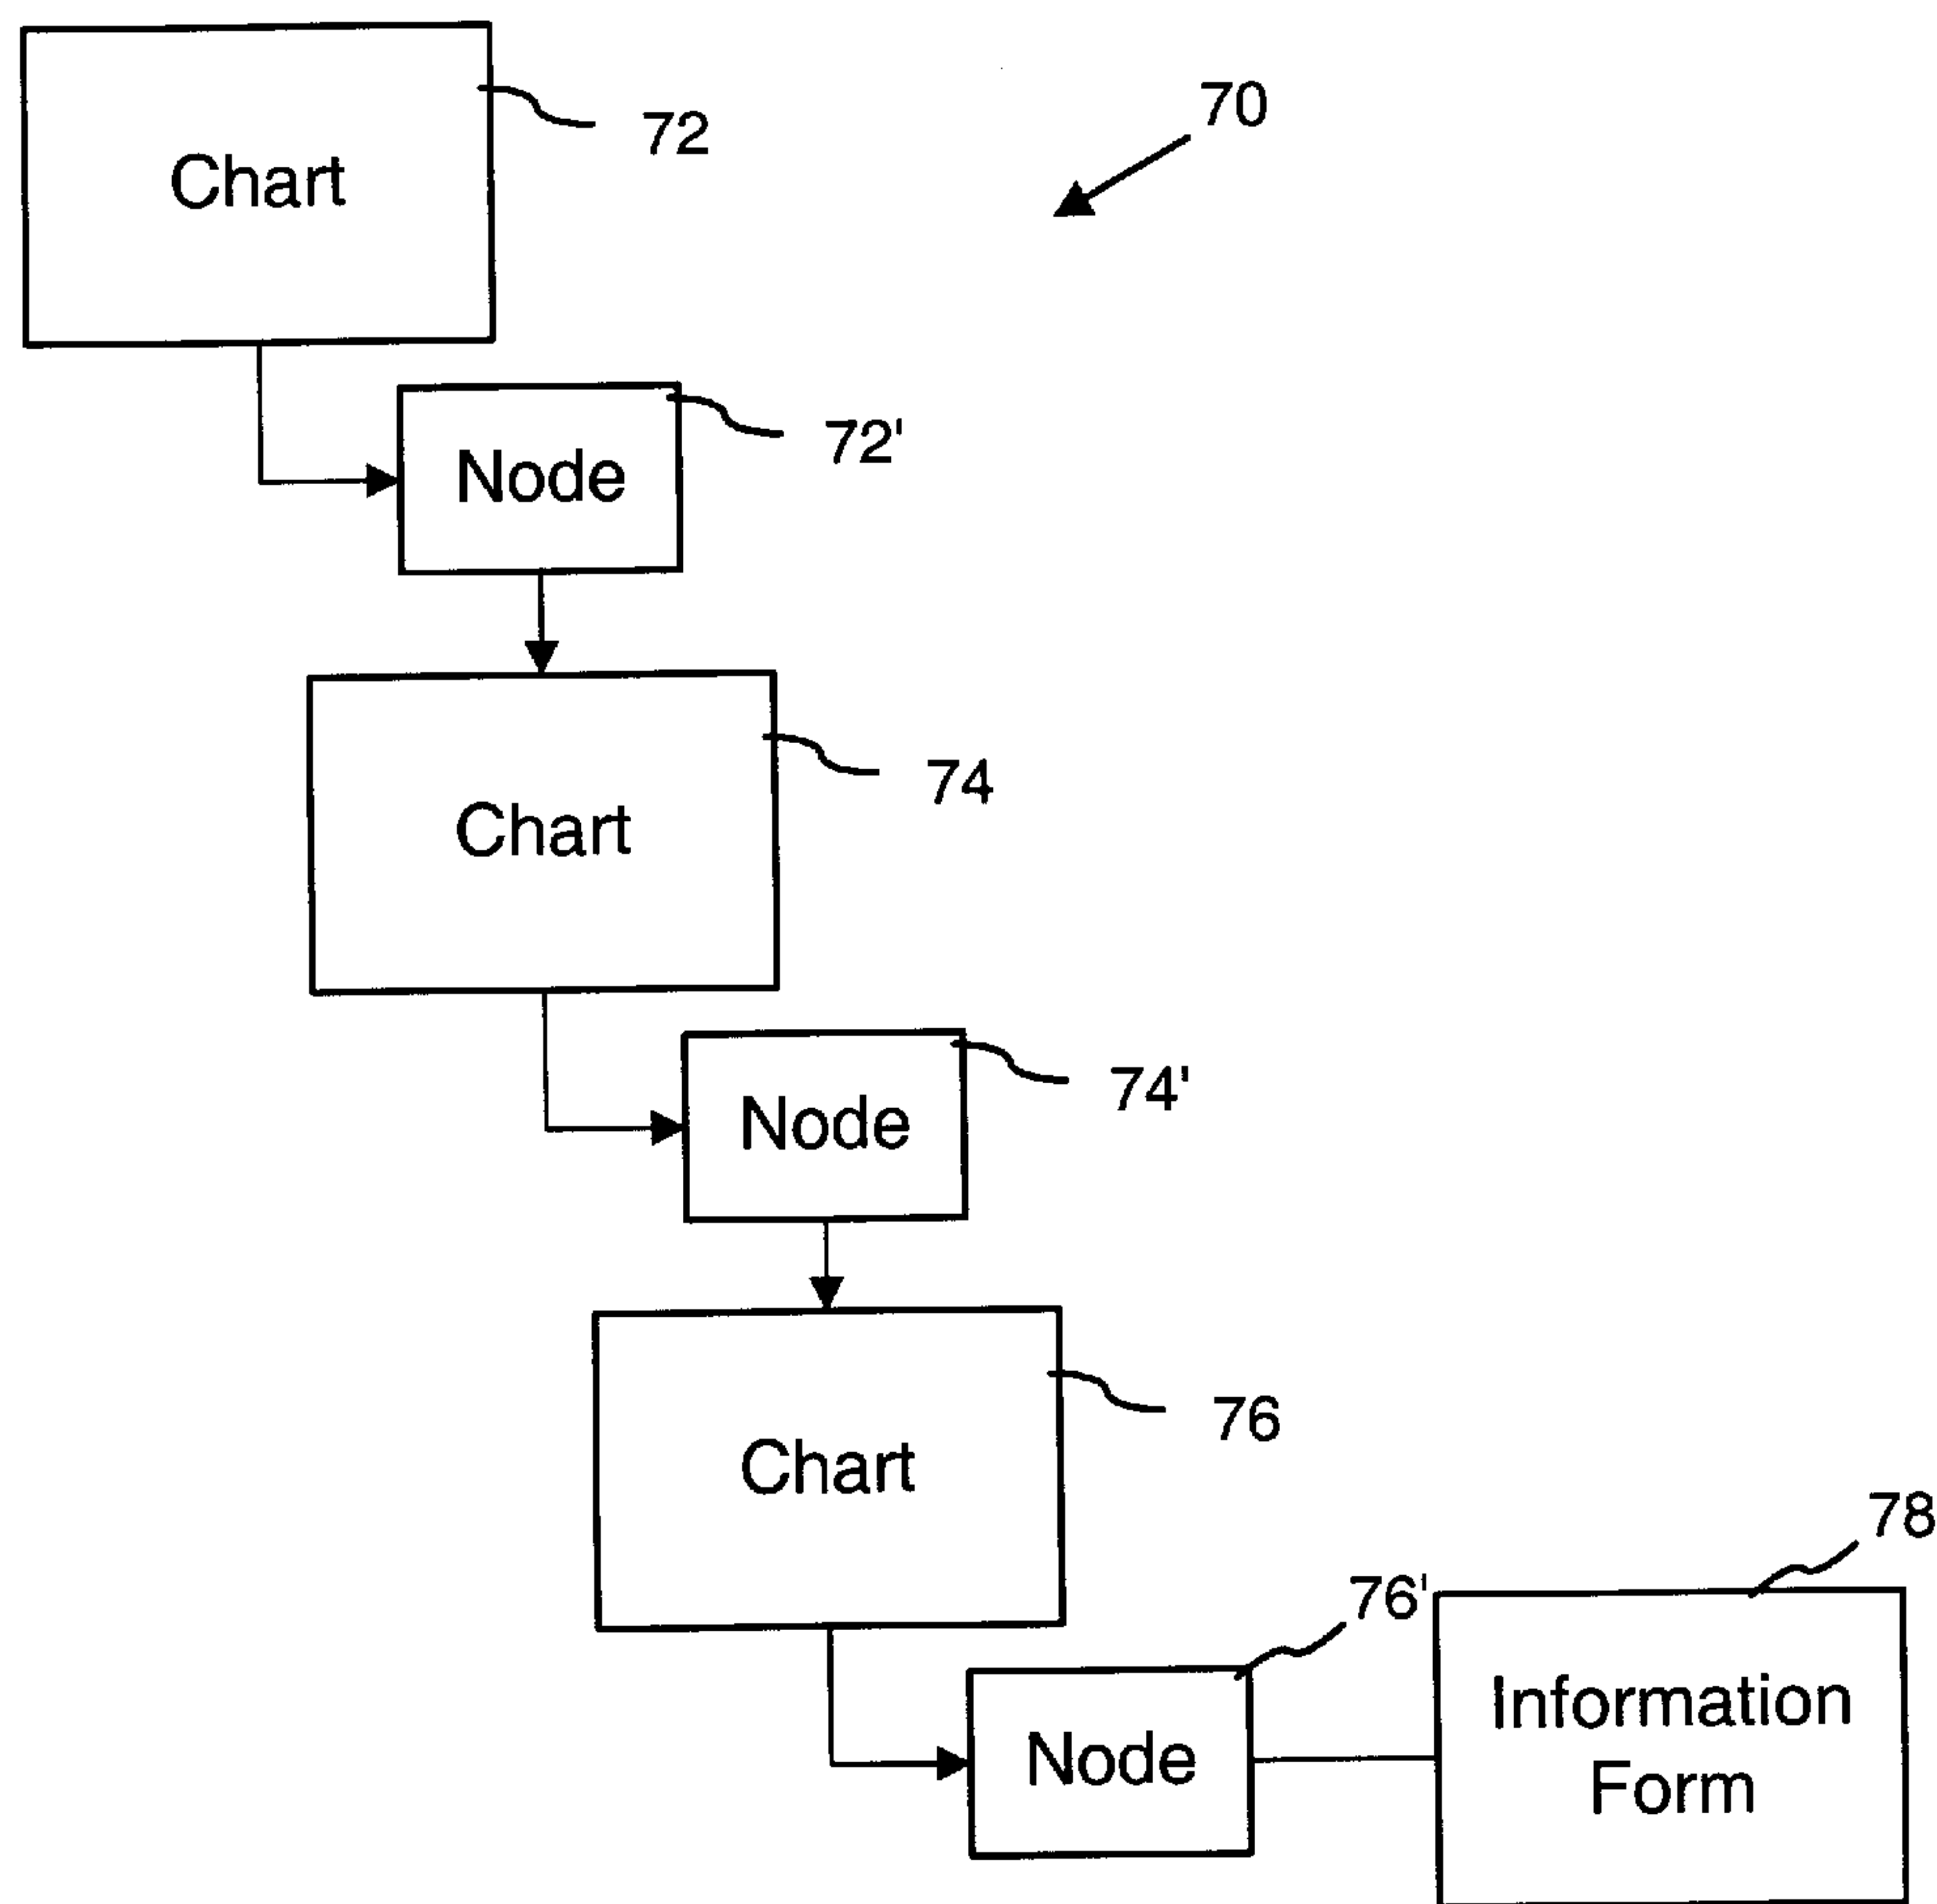 70
Chart
72
Node
72'
Chart
74
Node
74'
Chart
76
78
76'
Information
Form
Node